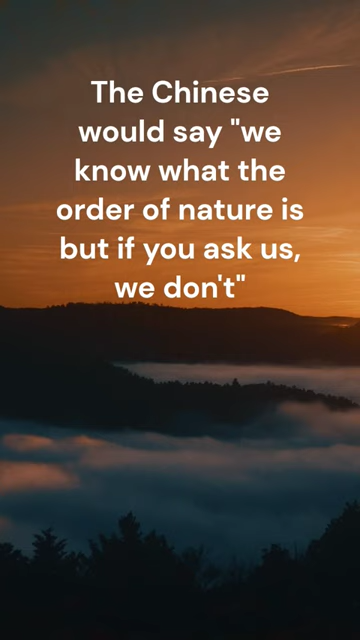 The Chinese
would say "we
know what the
order of nature is
but if you ask us,
we don't"